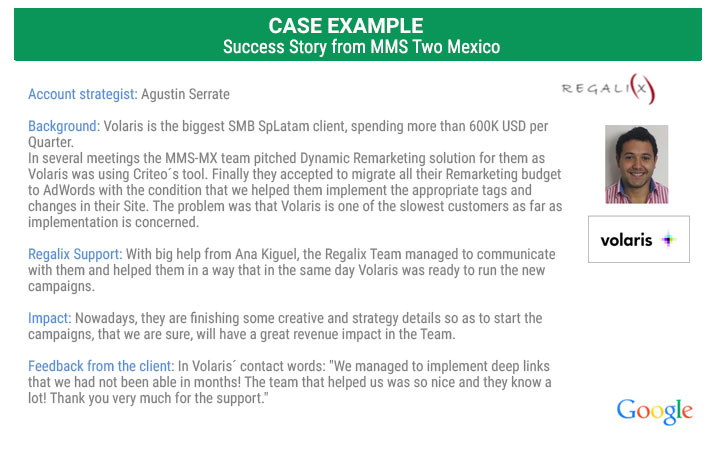 CASE EXAMPLE
Success Story from MMS Two Mexico
Account strategist: Agustin Serrate
REGALI(X)
Background: Volaris is the biggest SMB SpLatam client, spending more than 600K USD per
Quarter.
In several meetings the MMS-MX team pitched Dynamic Remarketing solution for them as
Volaris was using Criteo´s tool. Finally they accepted to migrate all their Remarketing budget
to AdWords with the condition that we helped them implement the appropriate tags and
changes in their Site. The problem was that Volaris is one of the slowest customers as far as
implementation is concerned.
volaris
Regalix Support: With big help from Ana Kiguel, the Regalix Team managed to communicate
with them and helped them in a way that in the same day Volaris was ready to run the new
campaigns.
Impact: Nowadays, they are finishing some creative and strategy details so as to start the
campaigns, that we are sure, will have a great revenue impact in the Team.
Feedback from the client: In Volaris´ contact words: "We managed to implement deep links
that we had not been able in months! The team that helped us was so nice and they know a
lot! Thank you very much for the support."
Google